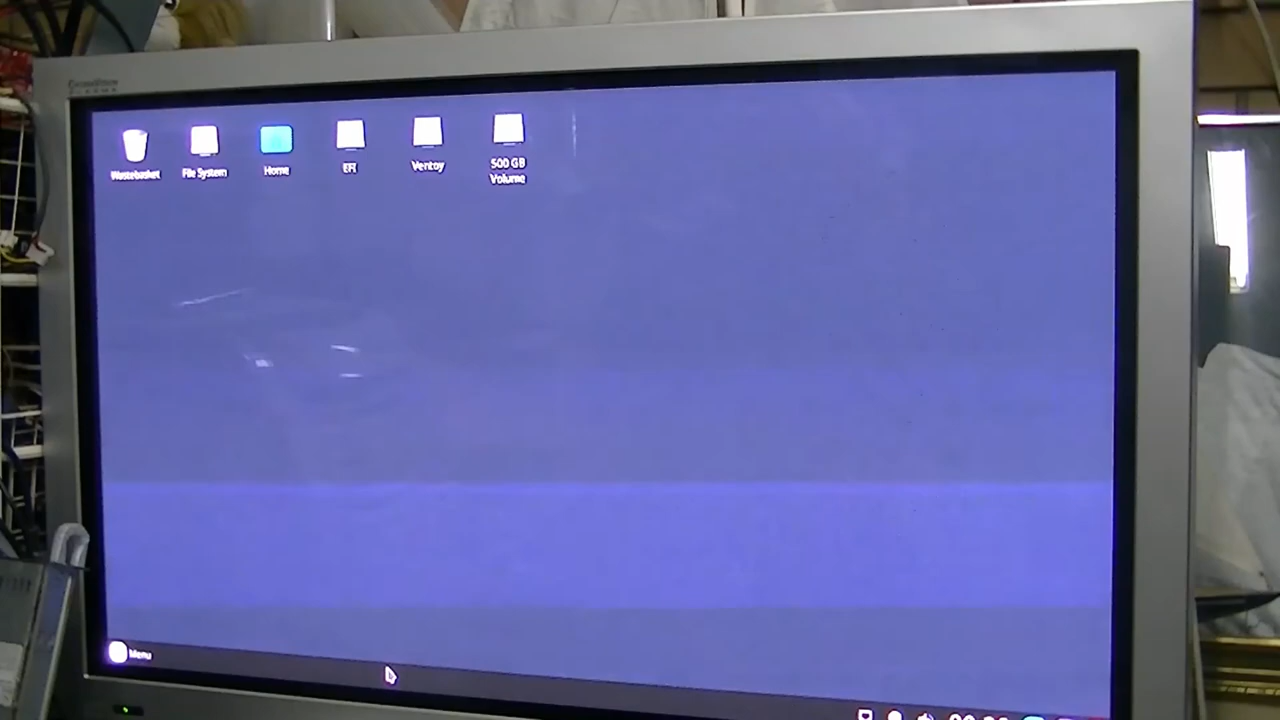 Wastebasket
File System
Home
EFI
Ventoy
500 GB
Volume
Menu